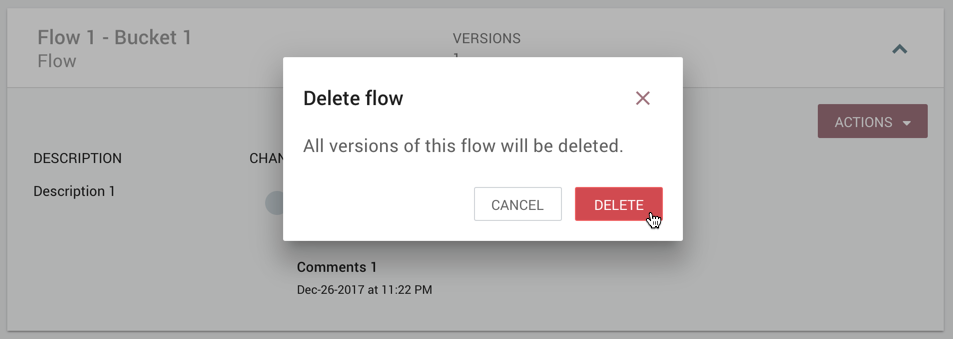 Flow 1 - Bucket 1
Flow
VERSIONS
Delete flow
All versions of this flow will be deleted.
CANCEL
DELETE
ACTIONS
DESCRIPTION
Description 1
Comments 1
Dec-26-2017 at 11:22 PM